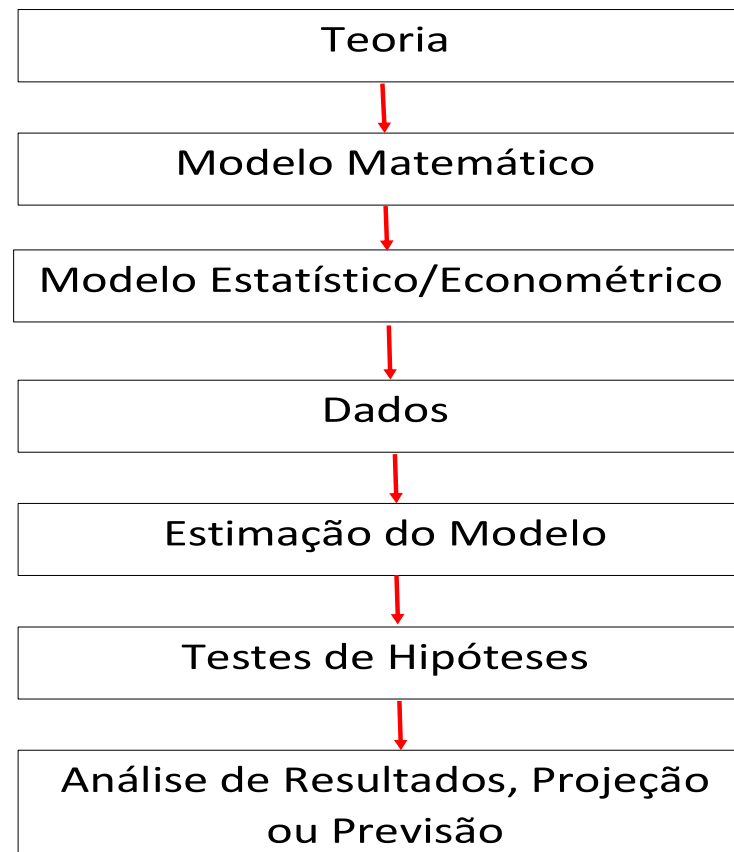 Teoria
Modelo Matemático
Modelo Estatístico/Econométrico
Dados
Estimação do Modelo
Testes de Hipóteses
Análise de Resultados, Projeção
ou Previsão